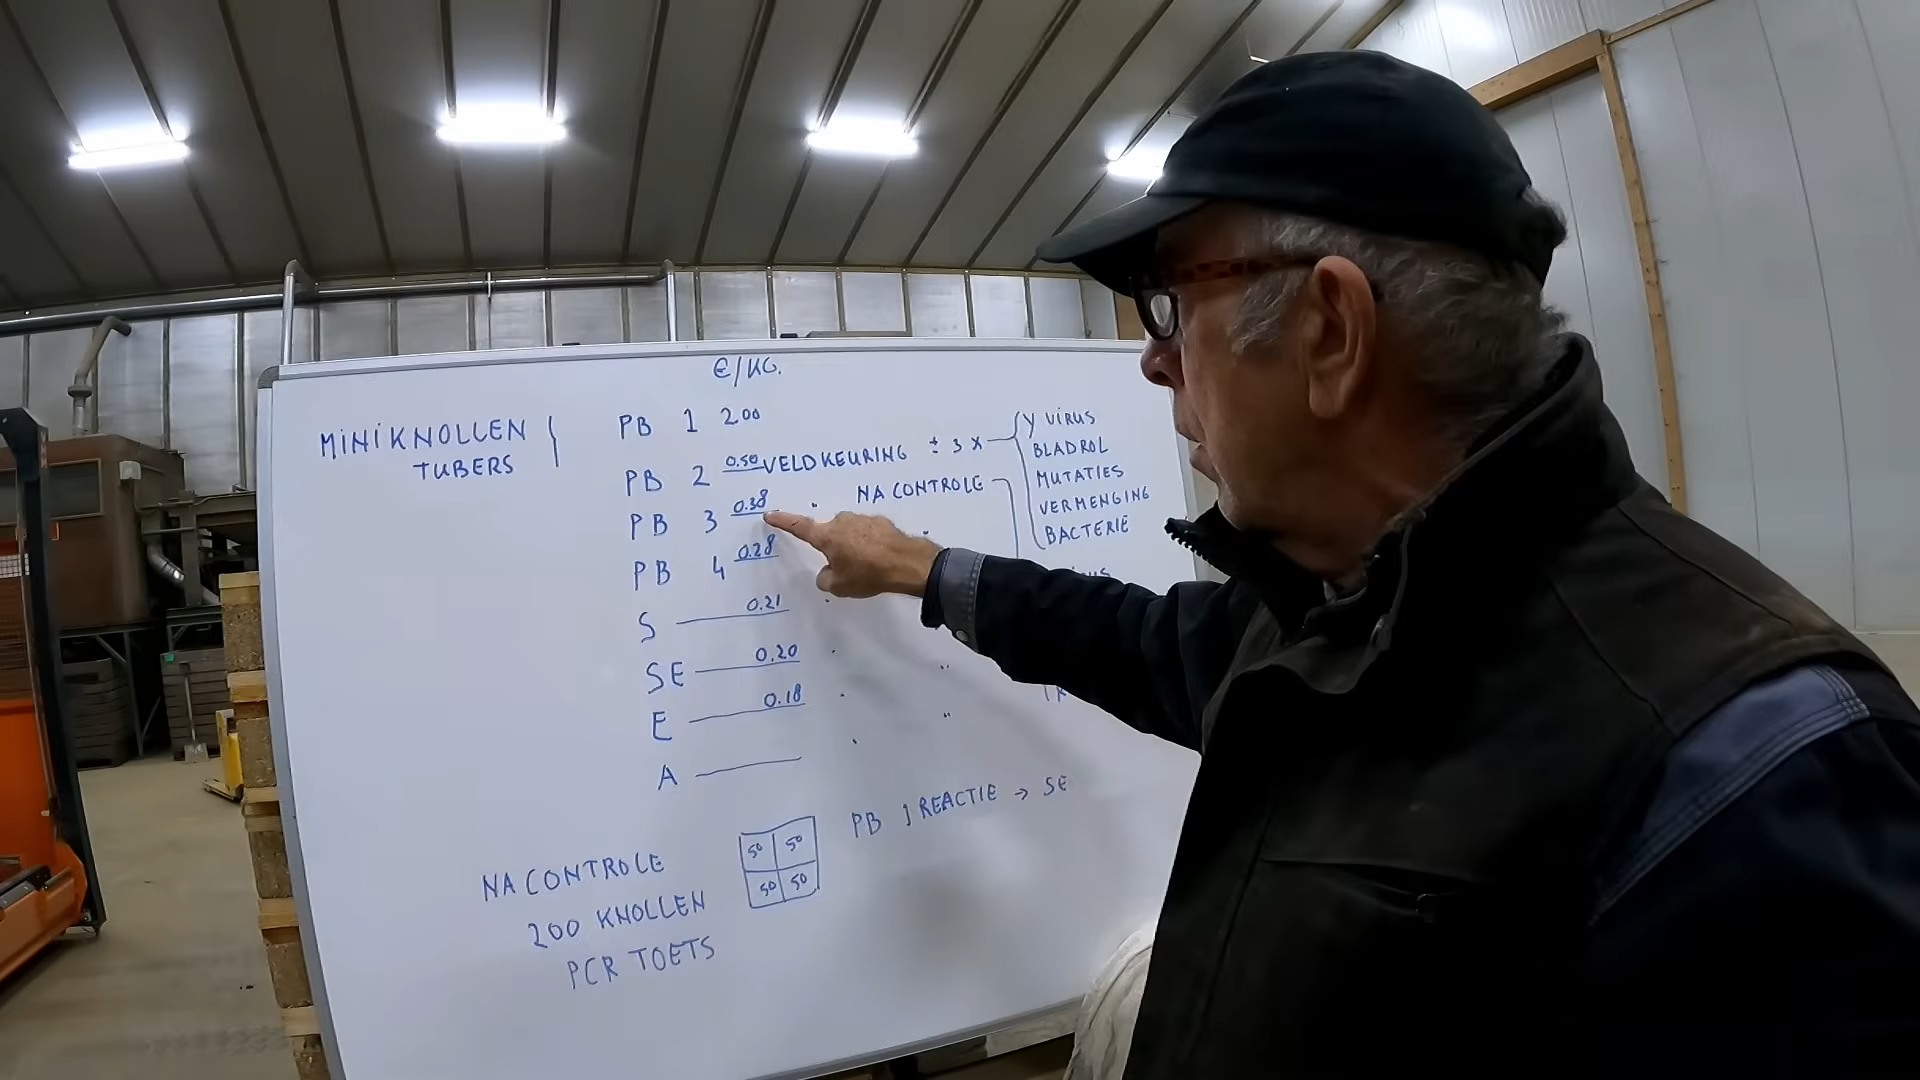 €/KG.
MINIKNOLLEN
TUBERS
PB 1 2.00
PB 2 0.50 VELDKEURING ± 3 X
PB 3 0.38 " NA CONTROLE
PB 4 0.28 "
S 0.21 "
SE 0.20 " "
E 0.18 " "
A "
Y VIRUS
BLADROL
MUTATIES
VERMENGING
BACTERIE
NA CONTROLE
200 KNOLLEN
PCR TOETS
50 50
50 50
PB 1 REACTIE → SE